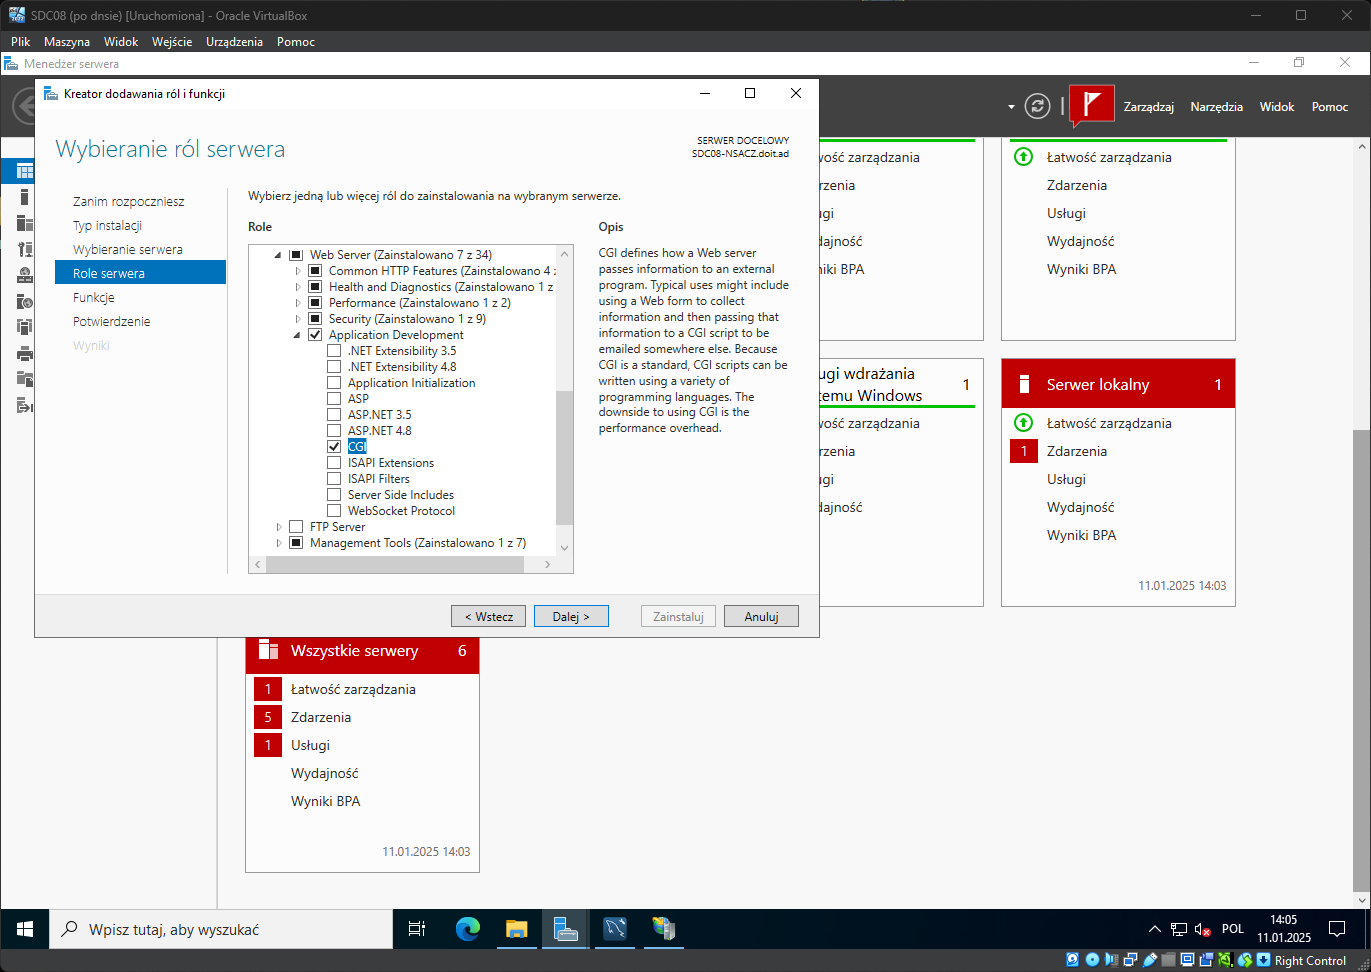 SDC08 (po dnsie) [Uruchomiona] - Oracle VirtualBox
Plik Maszyna Widok Wejście Urządzenia Pomoc
Menedżer serwera
Zarządzaj Narzędzia Widok Pomoc
Kreator dodawania ról i funkcji
Wybieranie ról serwera
SERWER DOCELOWY
SDC08-NSACZ.doit.ad
Zanim rozpoczniesz
Typ instalacji
Wybieranie serwera
Role serwera
Funkcje
Potwierdzenie
Wyniki
Wybierz jedną lub więcej ról do zainstalowania na wybranym serwerze.
Role
Web Server (Zainstalowano 7 z 34)
Common HTTP Features (Zainstalowano 4 z
Health and Diagnostics (Zainstalowano 1 z
Performance (Zainstalowano 1 z 2)
Security (Zainstalowano 1 z 9)
Application Development
.NET Extensibility 3.5
.NET Extensibility 4.8
Application Initialization
ASP
ASP.NET 3.5
ASP.NET 4.8
CGI
ISAPI Extensions
ISAPI Filters
Server Side Includes
WebSocket Protocol
FTP Server
Management Tools (Zainstalowano 1 z 7)
Opis
CGI defines how a Web server
passes information to an external
program. Typical uses might include
using a Web form to collect
information and then passing that
information to a CGI script to be
emailed somewhere else. Because
CGI is a standard, CGI scripts can be
written using a variety of
programming languages. The
downside to using CGI is the
performance overhead.
< Wstecz Dalej > Zainstaluj Anuluj
wość zarządzania
rzenia
gi
dajność
niki BPA
Łatwość zarządzania
Zdarzenia
Usługi
Wydajność
Wyniki BPA
ugi wdrażania
temu Windows
1
wość zarządzania
rzenia
gi
dajność
Serwer lokalny 1
Łatwość zarządzania
1 Zdarzenia
Usługi
Wydajność
Wyniki BPA
11.01.2025 14:03
Wszystkie serwery 6
1 Łatwość zarządzania
5 Zdarzenia
1 Usługi
Wydajność
Wyniki BPA
11.01.2025 14:03
Wpisz tutaj, aby wyszukać
POL
14:05
11.01.2025
Right Control